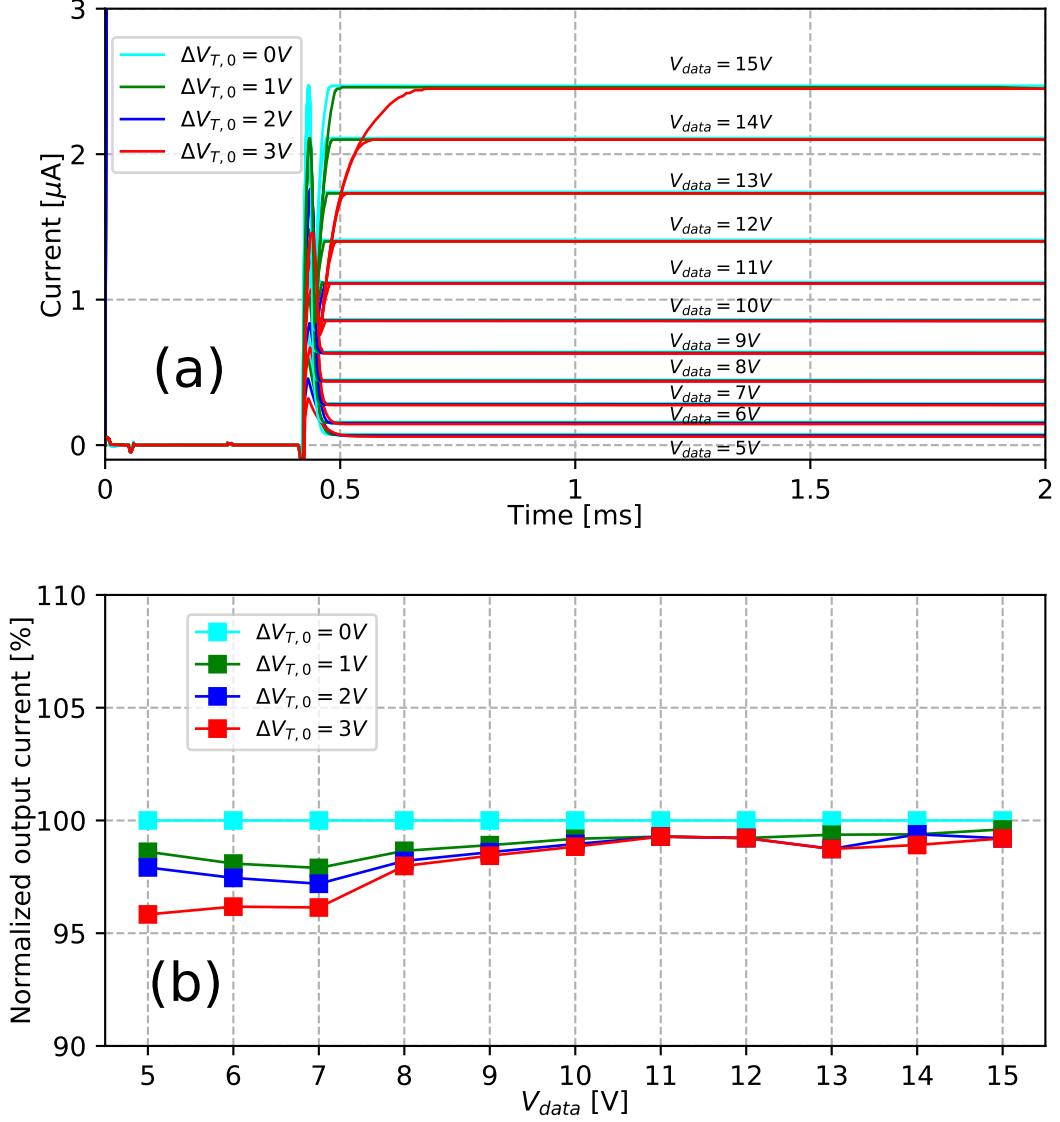 3
2
1
0
Current [μA]
ΔV_{T,0} = 0V
ΔV_{T,0} = 1V
ΔV_{T,0} = 2V
ΔV_{T,0} = 3V
V_{data} = 15V
V_{data} = 14V
V_{data} = 13V
V_{data} = 12V
V_{data} = 11V
V_{data} = 10V
V_{data} = 9V
V_{data} = 8V
V_{data} = 7V
V_{data} = 6V
V_{data} = 5V
(a)
0 0.5 1 1.5 2
Time [ms]
110
105
100
95
90
Normalized output current [%]
ΔV_{T,0} = 0V
ΔV_{T,0} = 1V
ΔV_{T,0} = 2V
ΔV_{T,0} = 3V
(b)
5 6 7 8 9 10 11 12 13 14 15
V_{data} [V]